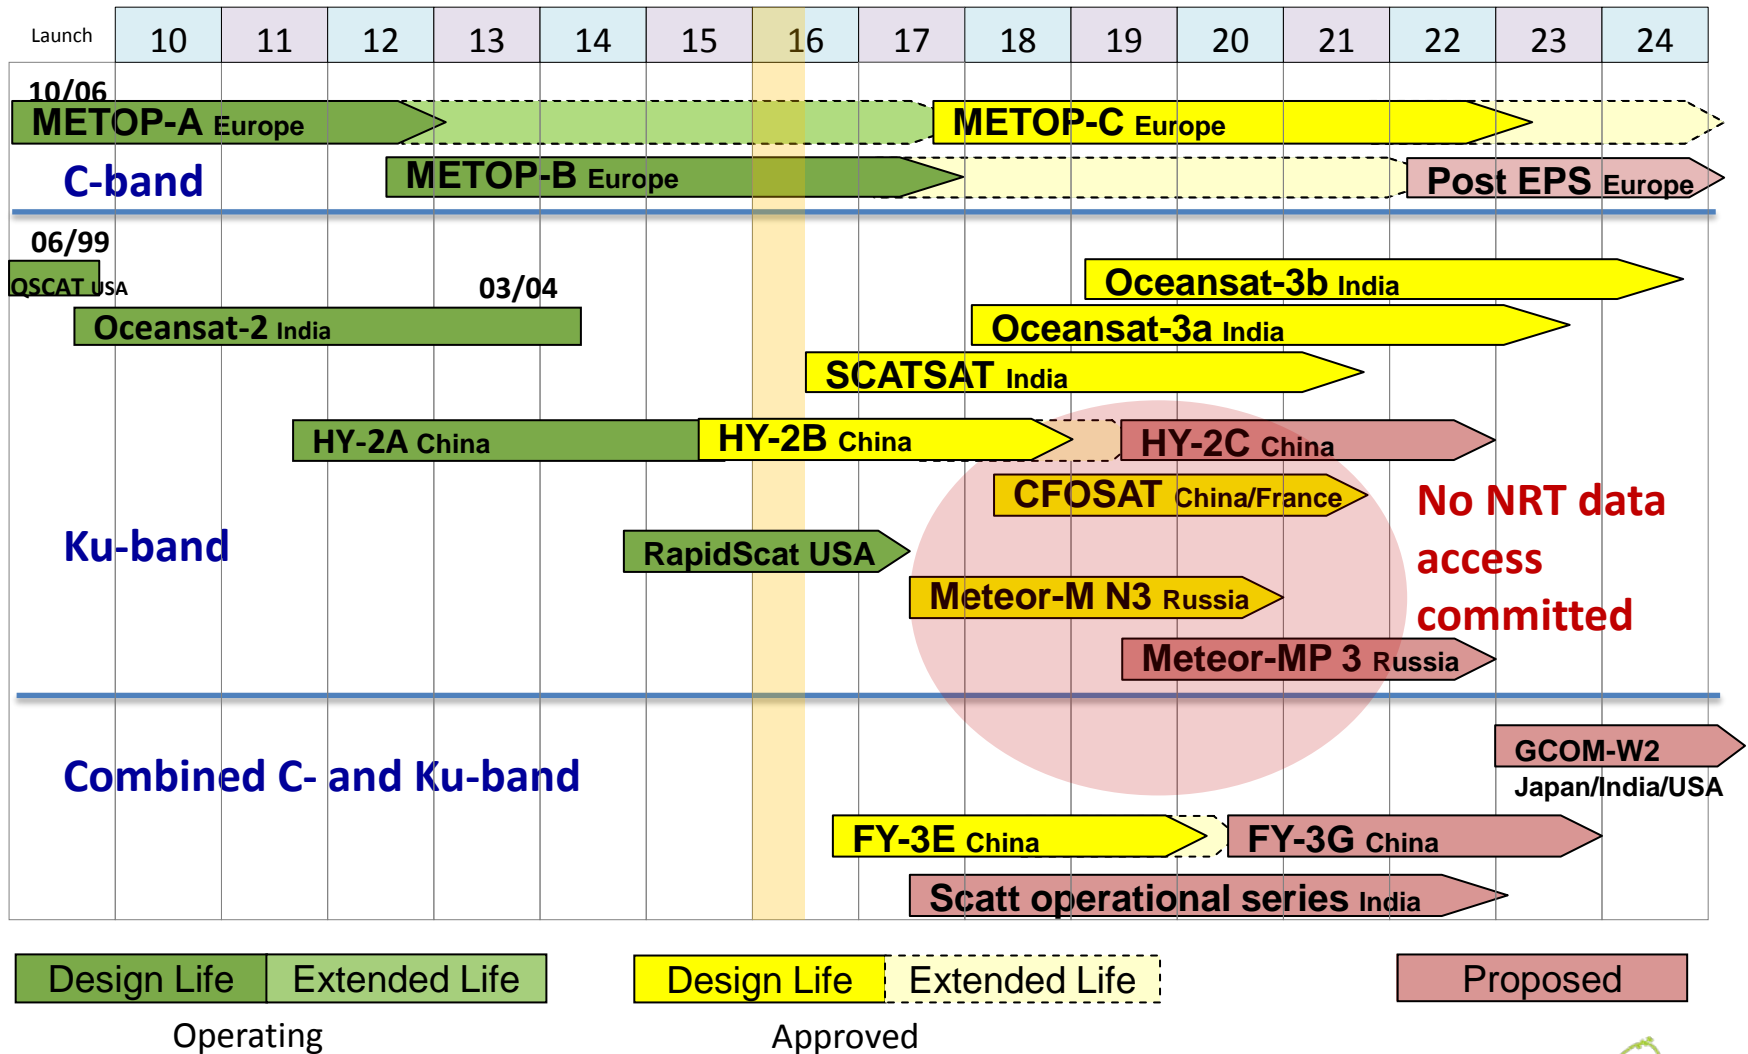 Launch 10 11 12 13 14 15 16 17 18 19 20 21 22 23 24
10/06
METOP-A Europe
METOP-C Europe
C-band
METOP-B Europe
Post EPS Europe
06/99
QSCAT USA
03/04
Oceansat-3b India
Oceansat-2 India
Oceansat-3a India
SCATSAT India
HY-2A China
HY-2B China
HY-2C China
CFOSAT China/France
No NRT data
access
committed
Ku-band
RapidScat USA
Meteor-M N3 Russia
Meteor-MP 3 Russia
Combined C- and Ku-band
GCOM-W2
Japan/India/USA
FY-3E China
FY-3G China
Scatt operational series India
Design Life Extended Life
Operating
Design Life Extended Life
Approved
Proposed